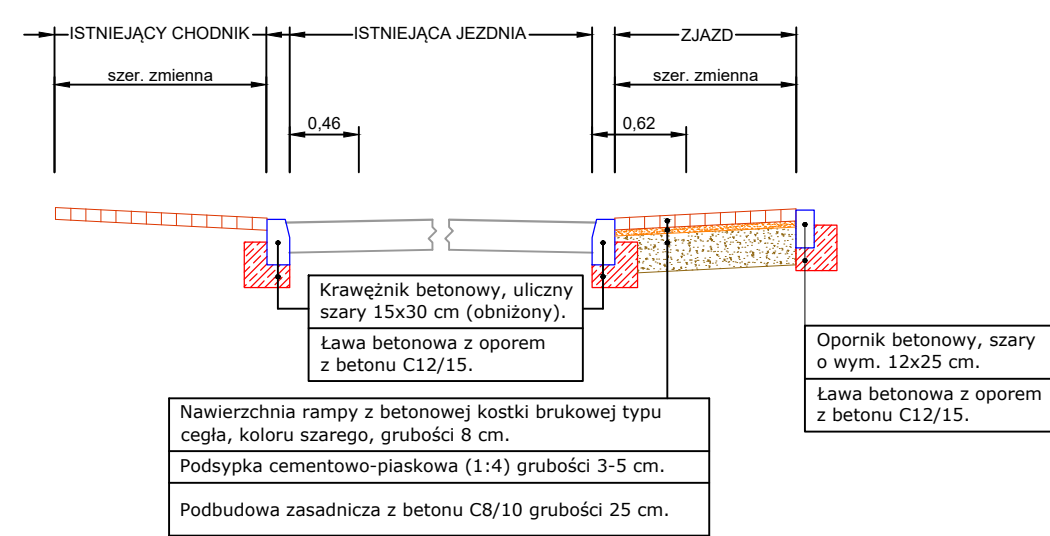 ISTNIEJĄCY CHODNIK
ISTNIEJĄCA JEZDNIA
ZJAZD
szer. zmienna
szer. zmienna
0,46
0,62
Krawężnik betonowy, uliczny
szary 15x30 cm (obniżony).
Ława betonowa z oporem
z betonu C12/15.
Opornik betonowy, szary
o wym. 12x25 cm.
Ława betonowa z oporem
z betonu C12/15.
Nawierzchnia rampy z betonowej kostki brukowej typu
cegła, koloru szarego, grubości 8 cm.
Podsypka cementowo-piaskowa (1:4) grubości 3-5 cm.
Podbudowa zasadnicza z betonu C8/10 grubości 25 cm.